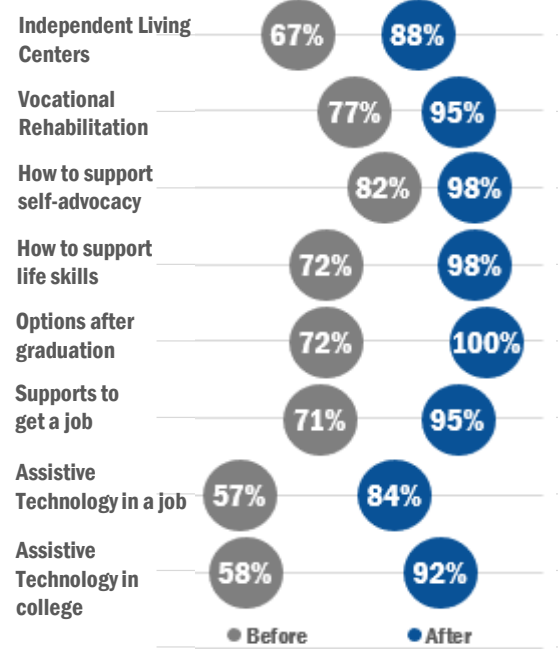 Independent Living
Centers
67% 88%
Vocational
Rehabilitation
77% 95%
How to support
self-advocacy
82% 98%
How to support
life skills
72% 98%
Options after
graduation
72% 100%
Supports to
get a job
71% 95%
Assistive
Technology in a job
57% 84%
Assistive
Technology in
college
58% 92%
Before After